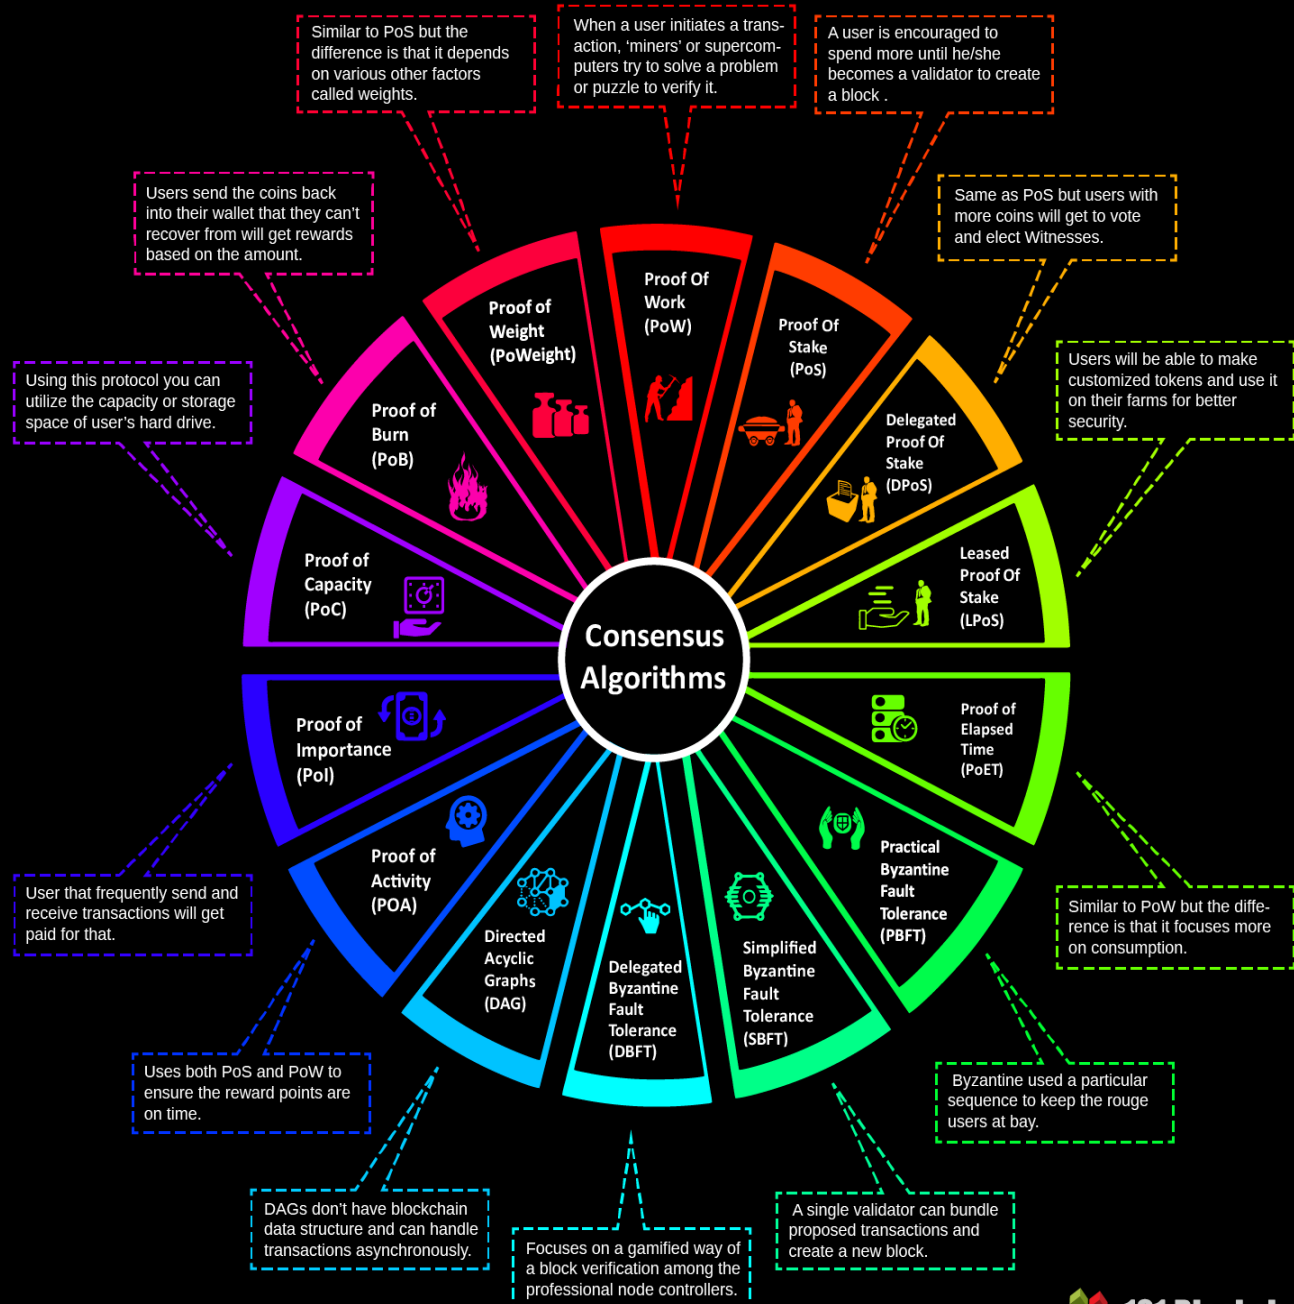 Similar to PoS but the
difference is that it depends
on various other factors
called weights.
When a user initiates a trans-
action, ‘miners’ or supercom-
puters try to solve a problem
or puzzle to verify it.
A user is encouraged to
spend more until he/she
becomes a validator to create
a block .
Users send the coins back
into their wallet that they can’t
recover from will get rewards
based on the amount.
Same as PoS but users with
more coins will get to vote
and elect Witnesses.
Using this protocol you can
utilize the capacity or storage
space of user’s hard drive.
Users will be able to make
customized tokens and use it
on their farms for better
security.
Proof of
Weight
(PoWeight)
Proof Of
Work
(PoW)
Proof Of
Stake
(PoS)
Proof of
Burn
(PoB)
Delegated
Proof Of
Stake
(DPoS)
Proof of
Capacity
(PoC)
Leased
Proof Of
Stake
(LPoS)
Consensus
Algorithms
Proof of
Importance
(PoI)
Proof of
Elapsed
Time
(PoET)
Proof of
Activity
(POA)
Practical
Byzantine
Fault
Tolerance
(PBFT)
Directed
Acyclic
Graphs
(DAG)
Delegated
Byzantine
Fault
Tolerance
(DBFT)
Simplified
Byzantine
Fault
Tolerance
(SBFT)
User that frequently send and
receive transactions will get
paid for that.
Similar to PoW but the diffe-
rence is that it focuses more
on consumption.
Uses both PoS and PoW to
ensure the reward points are
on time.
Byzantine used a particular
sequence to keep the rouge
users at bay.
DAGs don’t have blockchain
data structure and can handle
transactions asynchronously.
Focuses on a gamified way of
a block verification among the
professional node controllers.
A single validator can bundle
proposed transactions and
create a new block.